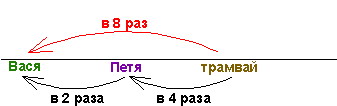 в 8 раз
Вася Петя трамвай
в 2 раза в 4 раза